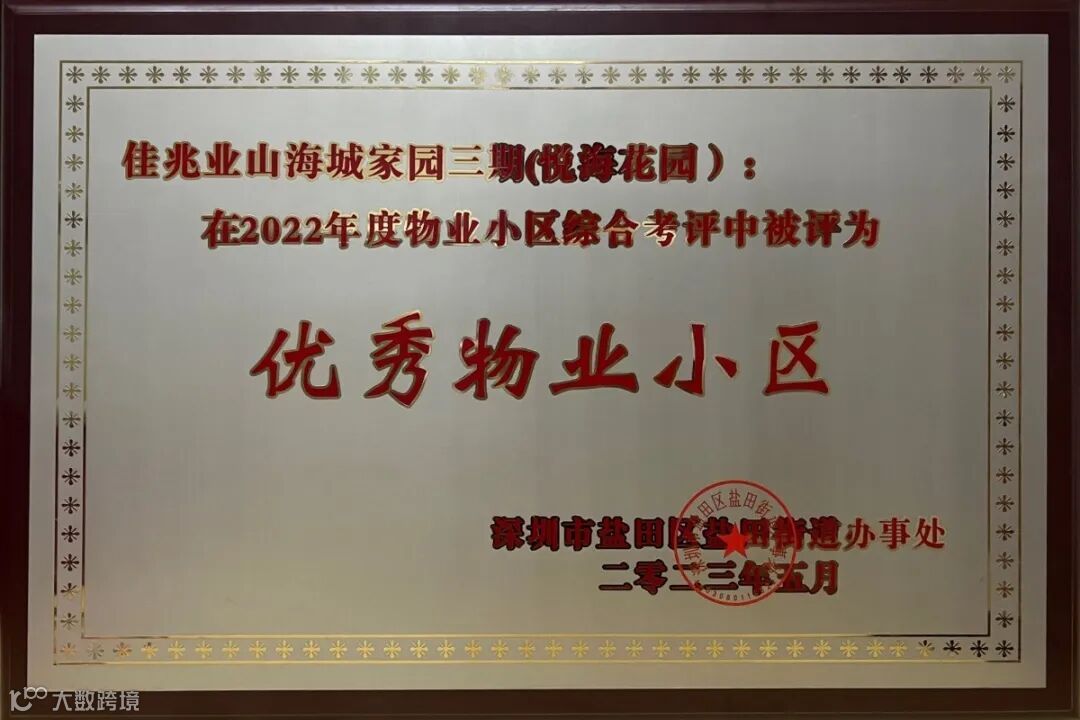 佳兆业山海城家园三期(悦海花园）：
在2022年度物业小区综合考评中被评为
优秀物业小区
深圳市盐田区盐田街道办事处
二零二三年五月
大数跨境